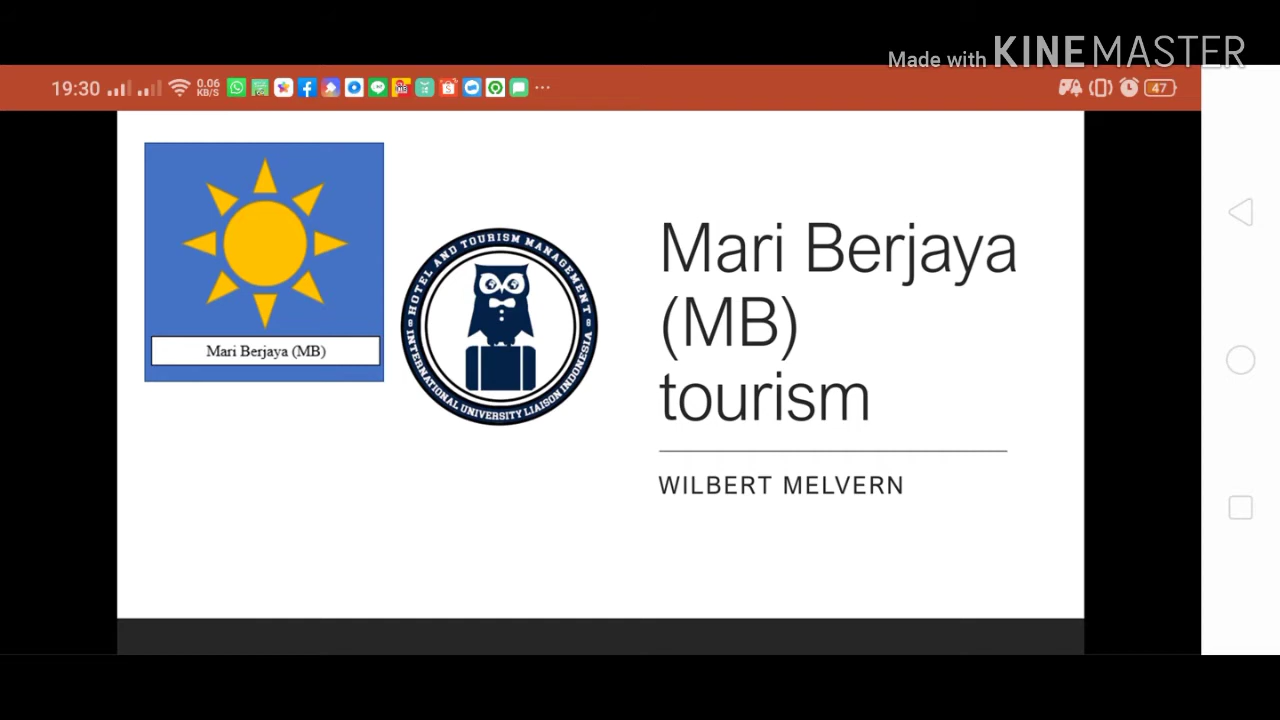 Made with KINEMASTER
19:30
0.06
KB/S
47
Mari Berjaya (MB)
HOTEL AND TOURISM MANAGEMENT
INTERNATIONAL UNIVERSITY LIAISON INDONESIA
Mari Berjaya
(MB)
tourism
WILBERT MELVERN